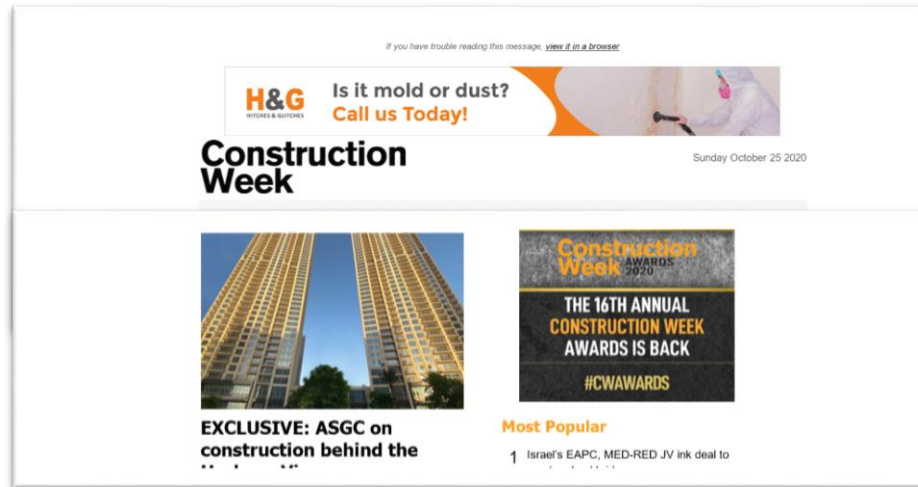 If you have trouble reading this message, view it in a browser
H&G
HITCHES & GLITCHES
Is it mold or dust?
Call us Today!
Construction
Week
Sunday October 25 2020
EXCLUSIVE: ASGC on
construction behind the
Construction
Week AWARDS
2020
THE 16TH ANNUAL
CONSTRUCTION WEEK
AWARDS IS BACK
#CWAWARDS
Most Popular
1 Israel's EAPC, MED-RED JV ink deal to